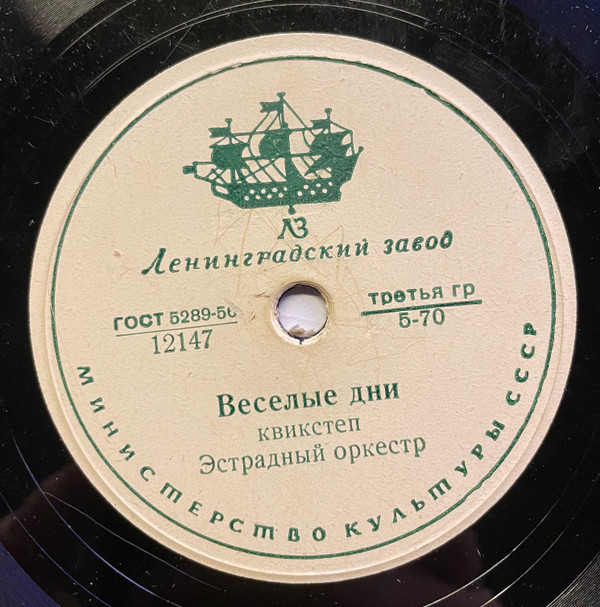 ЛЗ
Ленинградский завод
ГОСТ 5289-56
12147
третья гр
5-70
Веселые дни
квикстеп
Эстрадный оркестр
МИНИСТЕРСТВО КУЛЬТУРЫ СССР